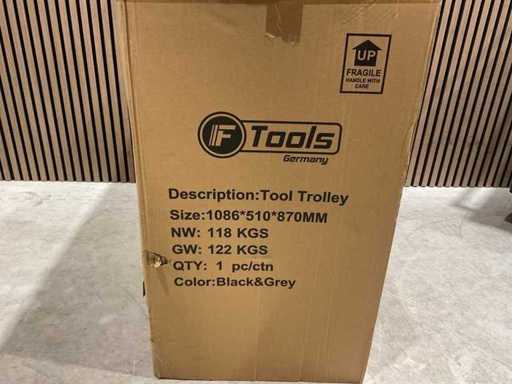 UP
FRAGILE
HANDLE WITH
CARE
F Tools
Germany
Description:Tool Trolley
Size:1086*510*870MM
NW: 118 KGS
GW: 122 KGS
QTY: 1 pc/ctn
Color:Black&Grey